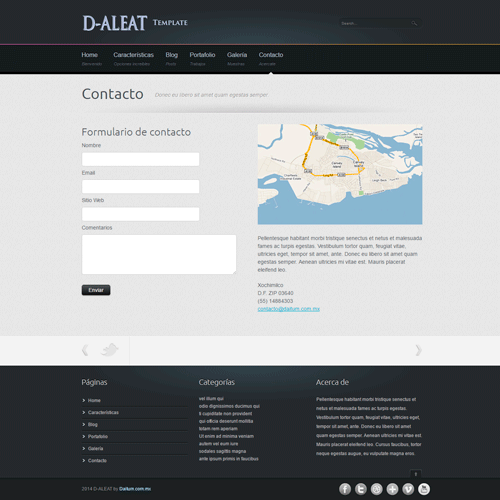 D-ALEAT TEMPLATE
Search...
Home Características Blog Portafolio Galería Contacto
Bienvenido Opciones increibles Trabajos Muestras Acercate
Contacto
Donec eu libero sit amet quam egestas semper
Formulario de contacto
Nombre
Email
Sitio Web
Comentarios
Enviar
Pellentesque habitant morbi tristique senectus et netus et malesuada
fames ac turpis egestas. Vestibulum tortor quam, feugiat vitae,
ultricies eget, tempor sit amet, ante. Donec eu libero sit amet quam
egestas semper. Aenean ultricies mi vitae est. Mauris placerat
eleifend leo.
Xochimilco
D.F. ZIP 03640
(55) 14884303
contacto@dailum.com.mx
Páginas
Home
Características
Blog
Portafolio
Galería
Contacto
Categorías
vel illum qui
odio dignissimos ducimus qui
ti cupiditate non provident
qui officia deserunt mollitia
totam rem aperiam
Ut enim ad minima veniam
autem vel eum iure
sodales sagittis magna
ante ipsum primis in faucibus
Acerca de
Pellentesque habitant morbi tristique senectus et netus et
malesuada fames ac turpis egestas.
Vestibulum tortor quam, feugiat vitae, ultricies eget,
tempor sit amet, ante. Donec eu libero sit amet
quam egestas semper. Aenean ultricies mi vitae est.
Mauris placerat eleifend leo. Cursus faucibus, tortor
neque egestas augue, eu vulputate magna eros.
2014 D-ALEAT by Dailum.com.mx